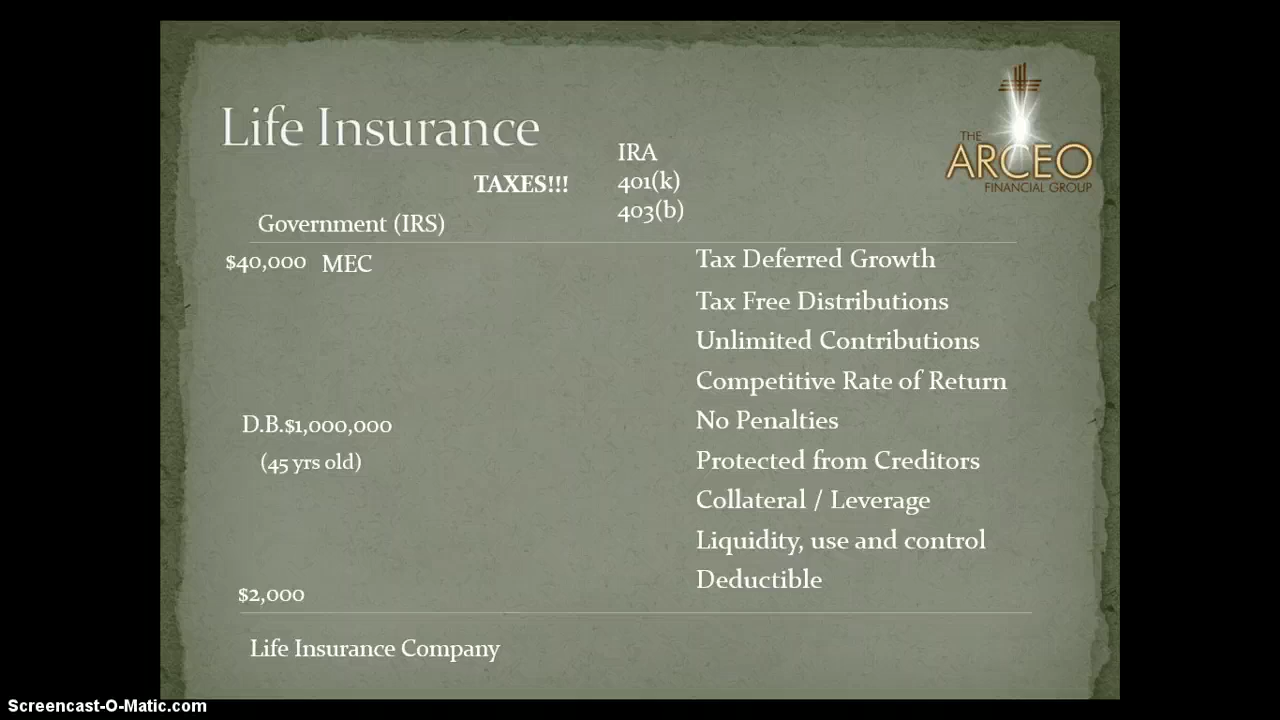 Life Insurance
THE
ARCEO
FINANCIAL GROUP
TAXES!!!
IRA
401(k)
403(b)
Government (IRS)
$40,000 MEC
D.B.$1,000,000
(45 yrs old)
$2,000
Life Insurance Company
Tax Deferred Growth
Tax Free Distributions
Unlimited Contributions
Competitive Rate of Return
No Penalties
Protected from Creditors
Collateral / Leverage
Liquidity, use and control
Deductible
Screencast-O-Matic.com